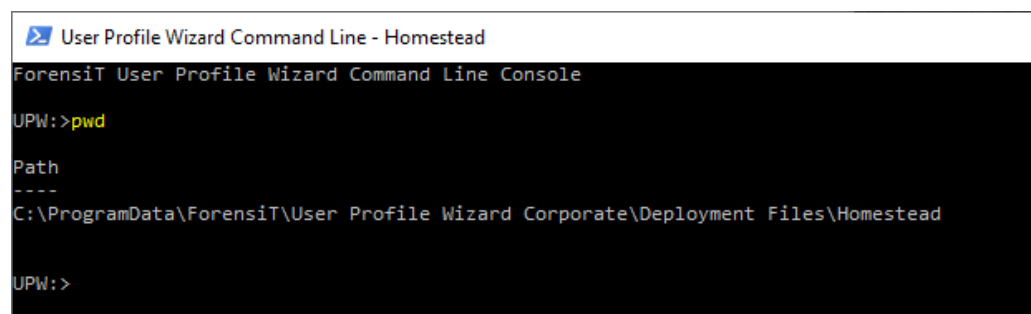 User Profile Wizard Command Line - Homestead
ForensiT User Profile Wizard Command Line Console
UPW:>pwd
Path
----
C:\ProgramData\ForensiT\User Profile Wizard Corporate\Deployment Files\Homestead
UPW:>